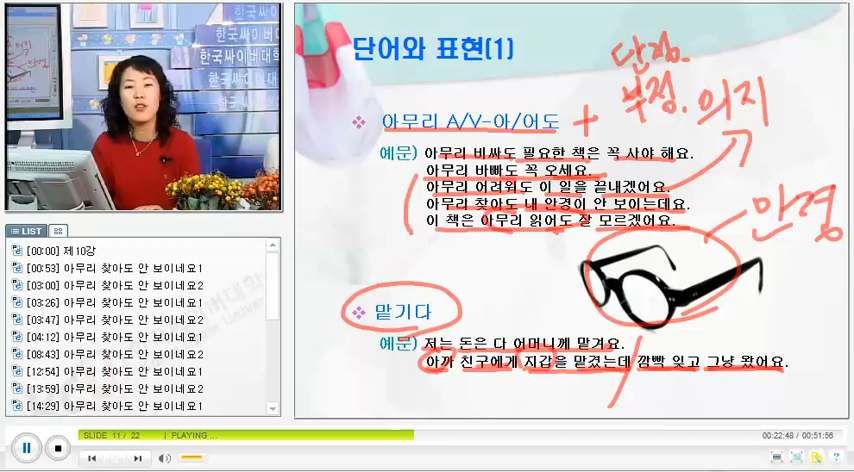 한국싸이버대학
단어와 표현(1)
단정.
부정. 의지
아무리 A/V-아/어도 +
예문) 아무리 비싸도 필요한 책은 꼭 사야 해요.
아무리 바빠도 꼭 오세요.
아무리 어려워도 이 일을 끝내겠어요.
아무리 찾아도 내 안경이 안 보이는데요.
이 책은 아무리 읽어도 잘 모르겠어요.
안경
맡기다
예문) 저는 돈은 다 어머니께 맡겨요.
아까 친구에게 지갑을 맡겼는데 깜빡 잊고 그냥 왔어요.
LIST
[00:00] 제10강
[00:53] 아무리 찾아도 안 보이네요1
[03:00] 아무리 찾아도 안 보이네요2
[03:26] 아무리 찾아도 안 보이네요1
[03:47] 아무리 찾아도 안 보이네요2
[04:12] 아무리 찾아도 안 보이네요1
[08:43] 아무리 찾아도 안 보이네요2
[12:54] 아무리 찾아도 안 보이네요1
[13:59] 아무리 찾아도 안 보이네요2
[14:29] 아무리 찾아도 안 보이네요1
SLIDE 11 / 22 | PLAYING ...
00:22:48 / 00:51:56